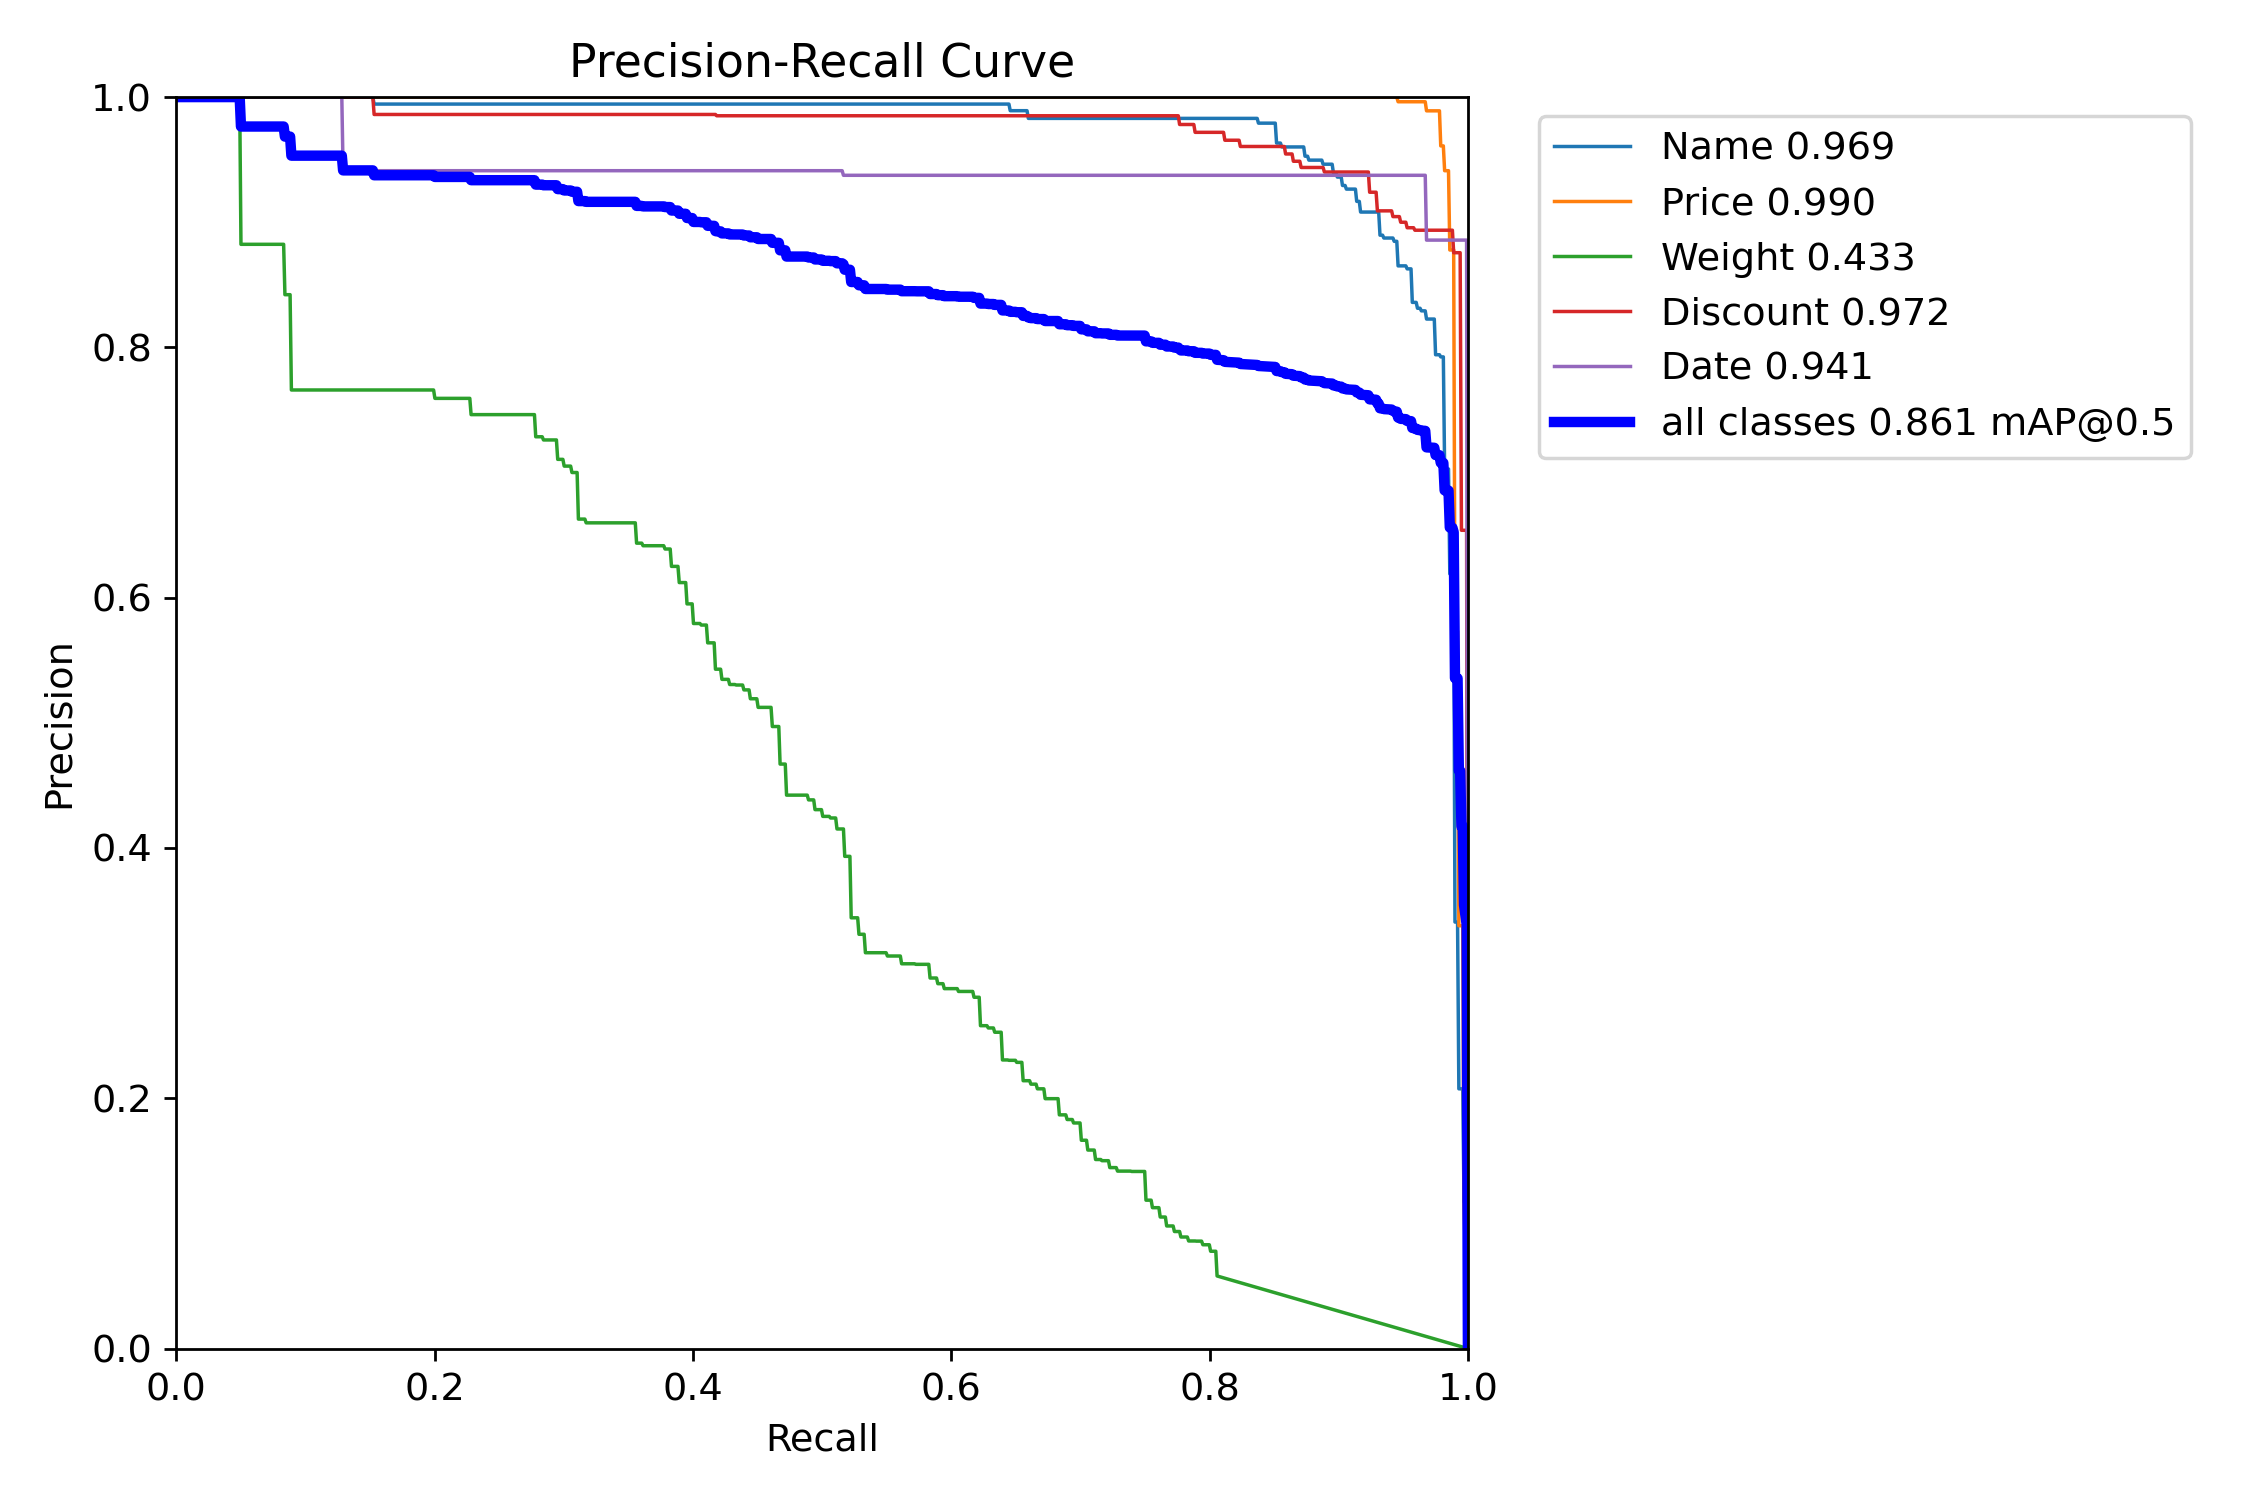 Precision-Recall Curve
1.0
0.8
0.6
0.4
0.2
0.0
Precision
0.0 0.2 0.4 0.6 0.8 1.0
Recall
Name 0.969
Price 0.990
Weight 0.433
Discount 0.972
Date 0.941
all classes 0.861 mAP@0.5